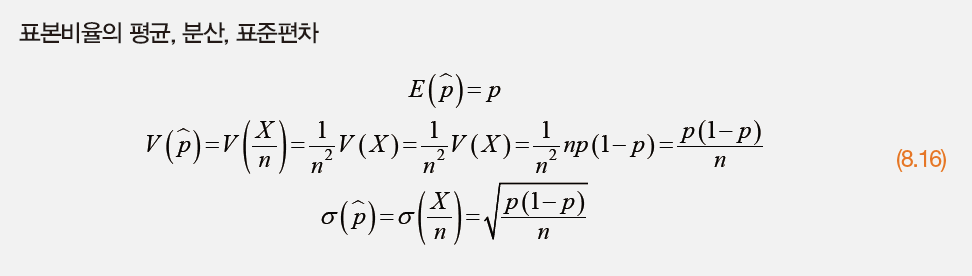 표본비율의 평균, 분산, 표준편차
E(p̂) = p
V(p̂) = V(X/n) = 1/n² V(X) = 1/n² V(X) = 1/n² np(1−p) = p(1−p)/n
(8.16)
σ(p̂) = σ(X/n) = √(p(1−p)/n)